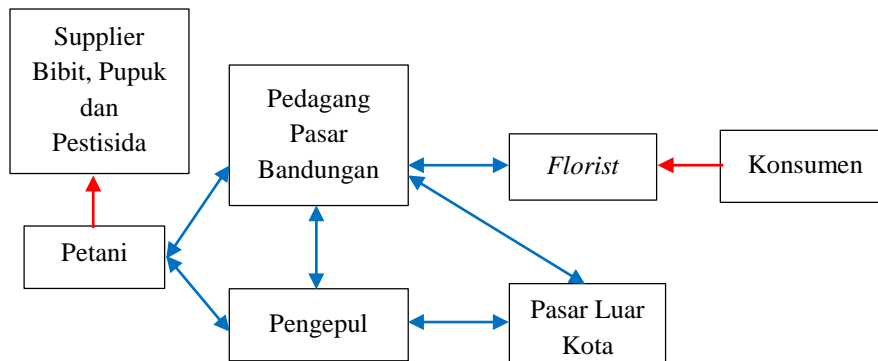 Supplier
Bibit, Pupuk
dan
Pestisida
Pedagang
Pasar
Bandungan
Florist
Konsumen
Petani
Pengepul
Pasar Luar
Kota